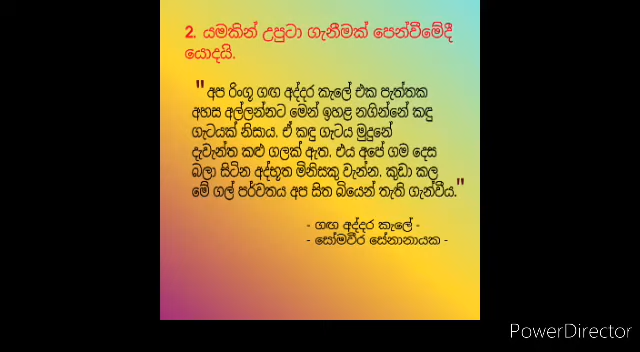 2. යමකින් උපුටා ගැනීමක් පෙන්වීමේදී
යොදයි.
" අප රිංගූ ගඟ අද්දර කැලේ එක පැත්තක
අහස අල්ලන්නට මෙන් ඉහළ නගින්නේ කඳු
ගැටයක් නිසාය. ඒ කඳු ගැටය මුදුනේ
දැවැන්ත කළු ගලක් ඇත. එය අපේ ගම දෙස
බලා සිටින අද්භූත මිනිසකු වැන්න. කුඩා කල
මේ ගල් පර්වතය අප සිත බියෙන් තැති ගැන්වීය."
- ගඟ අද්දර කැලේ -
- සෝමවීර සේනානායක -
PowerDirector